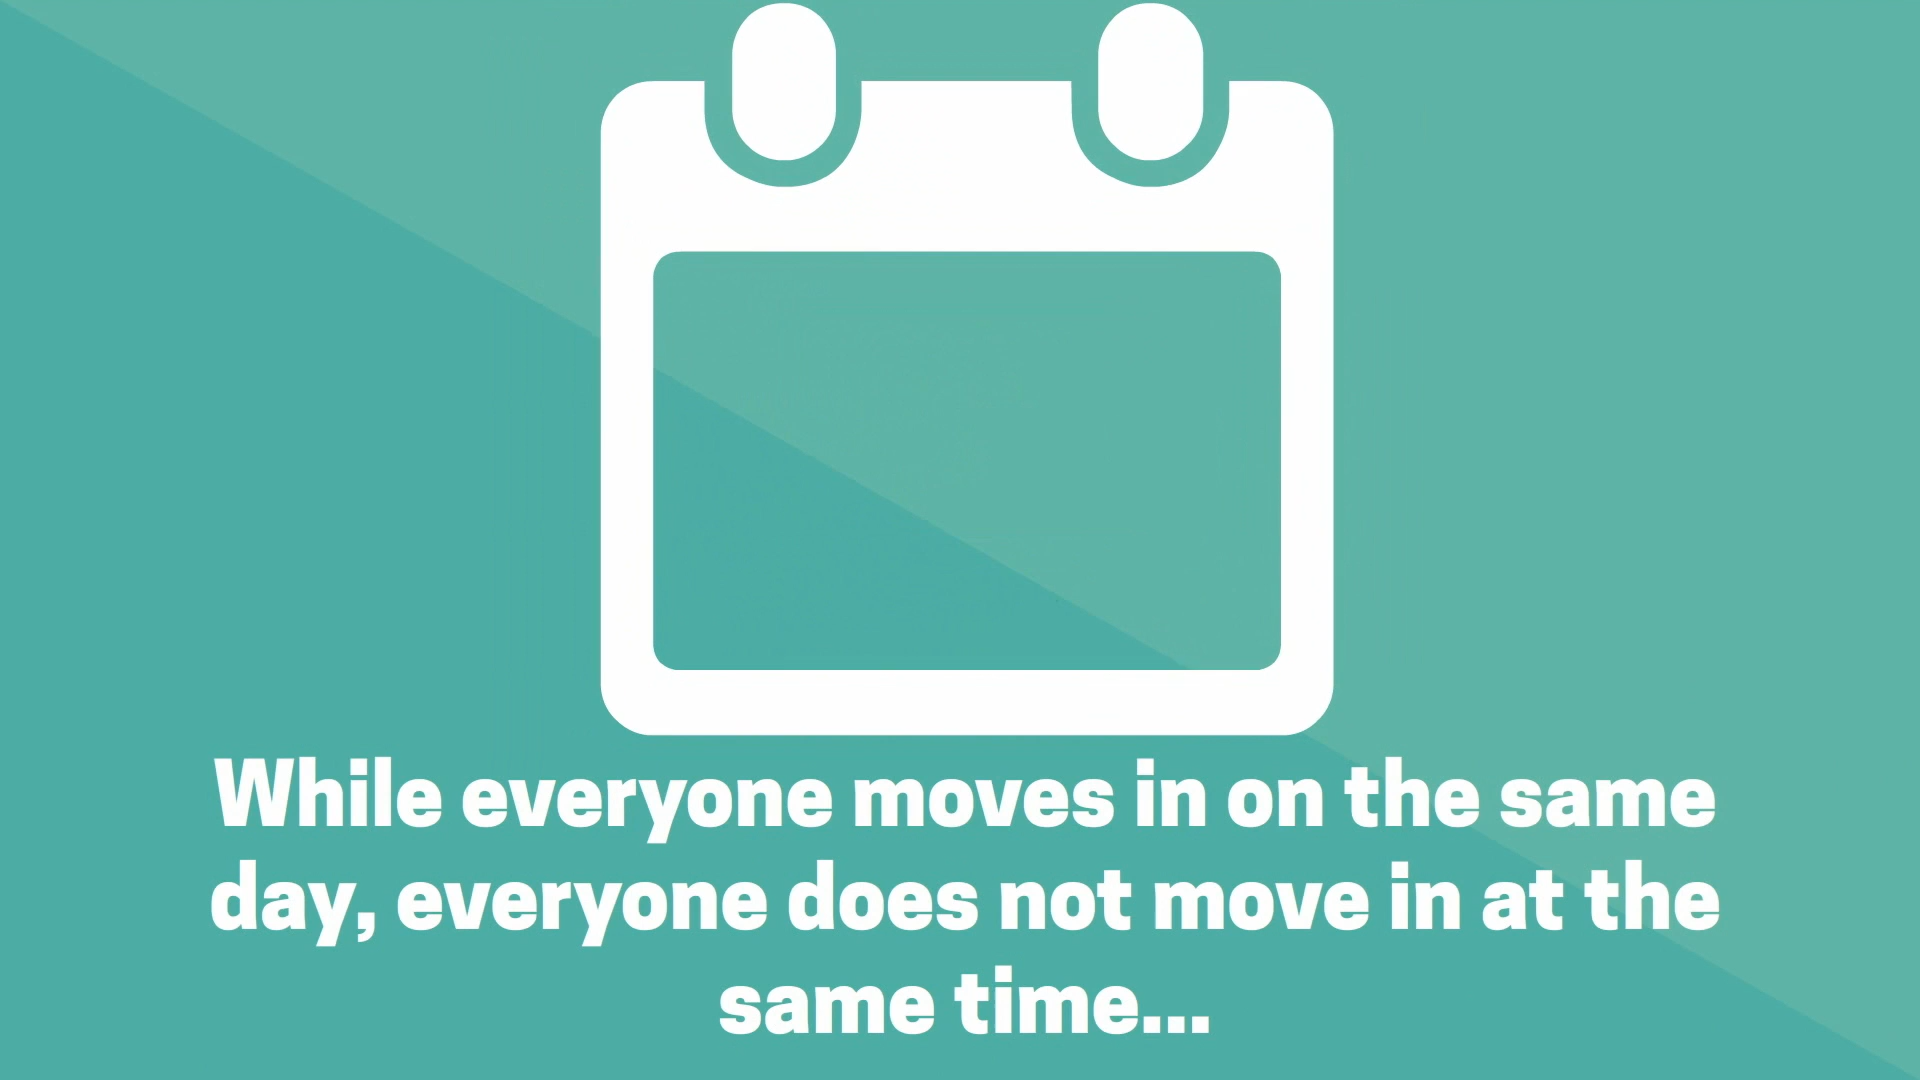 While everyone moves in on the same
day, everyone does not move in at the
same time...